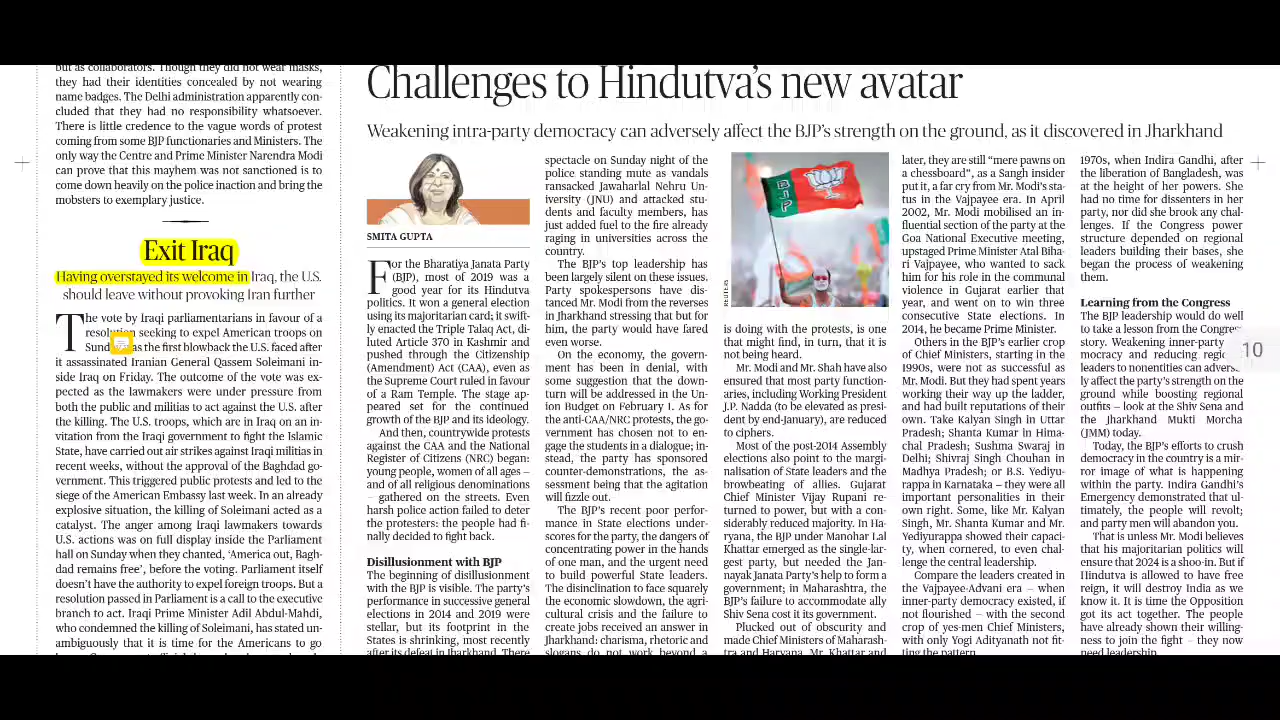 but as collaborators. Though they did not wear masks,
they had their identities concealed by not wearing
name badges. The Delhi administration apparently con-
cluded that they had no responsibility whatsoever.
There is little credence to the vague words of protest
coming from some BJP functionaries and Ministers. The
only way the Centre and Prime Minister Narendra Modi
can prove that this mayhem was not sanctioned is to
come down heavily on the police inaction and bring the
mobsters to exemplary justice.
Exit Iraq
Having overstayed its welcome in Iraq, the U.S.
should leave without provoking Iran further
The vote by Iraqi parliamentarians in favour of a
resolution seeking to expel American troops on
as the first blowback the U.S. faced after
it assassinated Iranian General Qassem Soleimani in-
side Iraq on Friday. The outcome of the vote was ex-
pected as the lawmakers were under pressure from
both the public and militias to act against the U.S. after
the killing. The U.S. troops, which are in Iraq on an in-
vitation from the Iraqi government to fight the Islamic
State, have carried out air strikes against Iraqi militias in
recent weeks, without the approval of the Baghdad go-
vernment. This triggered public protests and led to the
siege of the American Embassy last week. In an already
explosive situation, the killing of Soleimani acted as a
catalyst. The anger among Iraqi lawmakers towards
U.S. actions was on full display inside the Parliament
hall on Sunday when they chanted, ‘America out, Bagh-
dad remains free’, before the voting. Parliament itself
doesn’t have the authority to expel foreign troops. But a
resolution passed in Parliament is a call to the executive
branch to act. Iraqi Prime Minister Adil Abdul-Mahdi,
who condemned the killing of Soleimani, has stated un-
ambiguously that it is time for the Americans to go
Challenges to Hindutva’s new avatar
Weakening intra-party democracy can adversely affect the BJP’s strength on the ground, as it discovered in Jharkhand
SMITA GUPTA
For the Bharatiya Janata Party
(BJP), most of 2019 was a
good year for its Hindutva
politics. It won a general election
using its majoritarian card; it swift-
ly enacted the Triple Talaq Act, di-
luted Article 370 in Kashmir and
pushed through the Citizenship
(Amendment) Act (CAA), even as
the Supreme Court ruled in favour
of a Ram Temple. The stage ap-
peared set for the continued
growth of the BJP and its ideology.
And then, countrywide protests
against the CAA and the National
Register of Citizens (NRC) began:
young people, women of all ages –
and of all religious denominations
– gathered on the streets. Even
harsh police action failed to deter
the protesters: the people had fi-
nally decided to fight back.
Disillusionment with BJP
The beginning of disillusionment
with the BJP is visible. The party’s
performance in successive general
elections in 2014 and 2019 were
stellar, but its footprint in the
States is shrinking, most recently
after its defeat in Jharkhand. There
spectacle on Sunday night of the
police standing mute as vandals
ransacked Jawaharlal Nehru Un-
iversity (JNU) and attacked stu-
dents and faculty members, has
just added fuel to the fire already
raging in universities across the
country.
The BJP’s top leadership has
been largely silent on these issues.
Party spokespersons have dis-
tanced Mr. Modi from the reverses
in Jharkhand stressing that but for
him, the party would have fared
even worse.
On the economy, the govern-
ment has been in denial, with
some suggestion that the down-
turn will be addressed in the Un-
ion Budget on February 1. As for
the anti-CAA/NRC protests, the go-
vernment has chosen not to en-
gage the students in a dialogue; in-
stead, the party has sponsored
counter-demonstrations, the as-
sessment being that the agitation
will fizzle out.
The BJP’s recent poor perfor-
mance in State elections under-
scores for the party, the dangers of
concentrating power in the hands
of one man, and the urgent need
to build powerful State leaders.
The disinclination to face squarely
the economic slowdown, the agri-
cultural crisis and the failure to
create jobs received an answer in
Jharkhand: charisma, rhetoric and
slogans do not work beyond a
BJP
REUTERS
is doing with the protests, is one
that might find, in turn, that it is
not being heard.
Mr. Modi and Mr. Shah have also
ensured that most party function-
aries, including Working President
J.P. Nadda (to be elevated as presi-
dent by end-January), are reduced
to ciphers.
Most of the post-2014 Assembly
elections also point to the margi-
nalisation of State leaders and the
browbeating of allies. Gujarat
Chief Minister Vijay Rupani re-
turned to power, but with a con-
siderably reduced majority. In Ha-
ryana, the BJP under Manohar Lal
Khattar emerged as the single-lar-
gest party, but needed the Jan-
nayak Janata Party’s help to form a
government; in Maharashtra, the
BJP’s failure to accommodate ally
Shiv Sena cost it its government.
Plucked out of obscurity and
made Chief Ministers of Maharash-
tra and Haryana, Mr. Khattar and
later, they are still “mere pawns on
a chessboard”, as a Sangh insider
put it, a far cry from Mr. Modi’s sta-
tus in the Vajpayee era. In April
2002, Mr. Modi mobilised an in-
fluential section of the party at the
Goa National Executive meeting,
upstaged Prime Minister Atal Biha-
ri Vajpayee, who wanted to sack
him for his role in the communal
violence in Gujarat earlier that
year, and went on to win three
consecutive State elections. In
2014, he became Prime Minister.
Others in the BJP’s earlier crop
of Chief Ministers, starting in the
1990s, were not as successful as
Mr. Modi. But they had spent years
working their way up the ladder,
and had built reputations of their
own. Take Kalyan Singh in Uttar
Pradesh; Shanta Kumar in Hima-
chal Pradesh; Sushma Swaraj in
Delhi; Shivraj Singh Chouhan in
Madhya Pradesh; or B.S. Yediyu-
rappa in Karnataka – they were all
important personalities in their
own right. Some, like Mr. Kalyan
Singh, Mr. Shanta Kumar and Mr.
Yediyurappa showed their capaci-
ty, when cornered, to even chal-
lenge the central leadership.
Compare the leaders created in
the Vajpayee-Advani era – when
inner-party democracy existed, if
not flourished – with the second
crop of yes-men Chief Ministers,
with only Yogi Adityanath not fit-
ting the pattern.
1970s, when Indira Gandhi, after
the liberation of Bangladesh, was
at the height of her powers. She
had no time for dissenters in her
party, nor did she brook any chal-
lenges. If the Congress power
structure depended on regional
leaders building their bases, she
began the process of weakening
them.
Learning from the Congress
The BJP leadership would do well
to take a lesson from the Congress
story. Weakening inner-party
mocracy and reducing
leaders to nonentities can
ly affect the party’s strength on the
ground while boosting regional
outfits – look at the Shiv Sena and
the Jharkhand Mukti Morcha
(JMM) today.
Today, the BJP’s efforts to crush
democracy in the country is a mir-
ror image of what is happening
within the party. Indira Gandhi’s
Emergency demonstrated that ul-
timately, the people will revolt;
and party men will abandon you.
That is unless Mr. Modi believes
that his majoritarian politics will
ensure that 2024 is a shoo-in. But if
Hindutva is allowed to have free
reign, it will destroy India as we
know it. It is time the Opposition
got its act together. The people
have already shown their willing-
ness to join the fight – they now
need leadership.
10